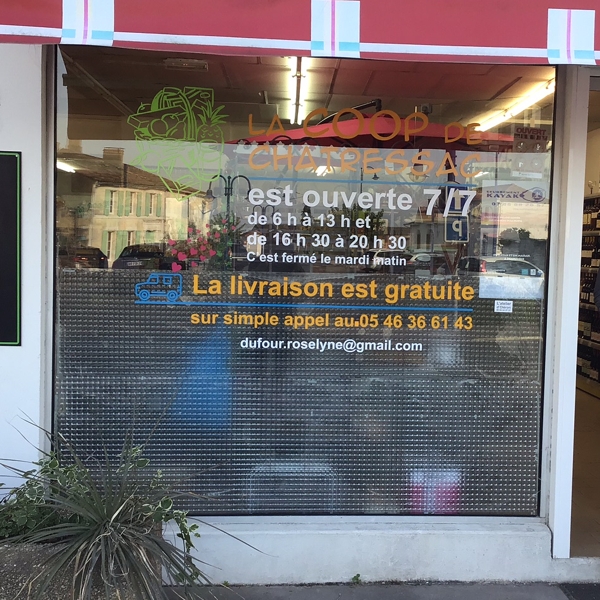 LA COOP DE
CHATRESSAC
est ouverte 7/7
de 6 h à 13 h et
de 16 h 30 à 20 h 30
C'est fermé le mardi matin
La livraison est gratuite
sur simple appel au 05 46 36 61 43
dufour.roselyne@gmail.com
KAYAK
P